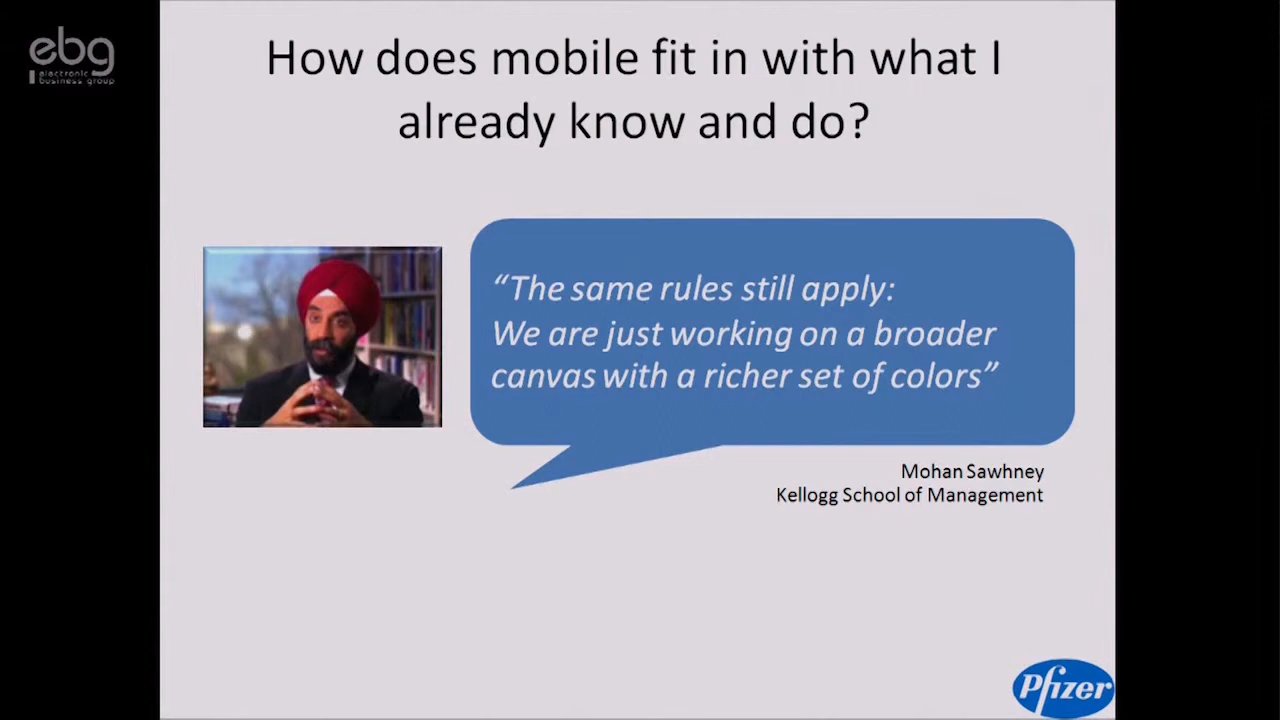 ebg
electronic
business group
How does mobile fit in with what I
already know and do?
“The same rules still apply:
We are just working on a broader
canvas with a richer set of colors”
Mohan Sawhney
Kellogg School of Management
Pfizer